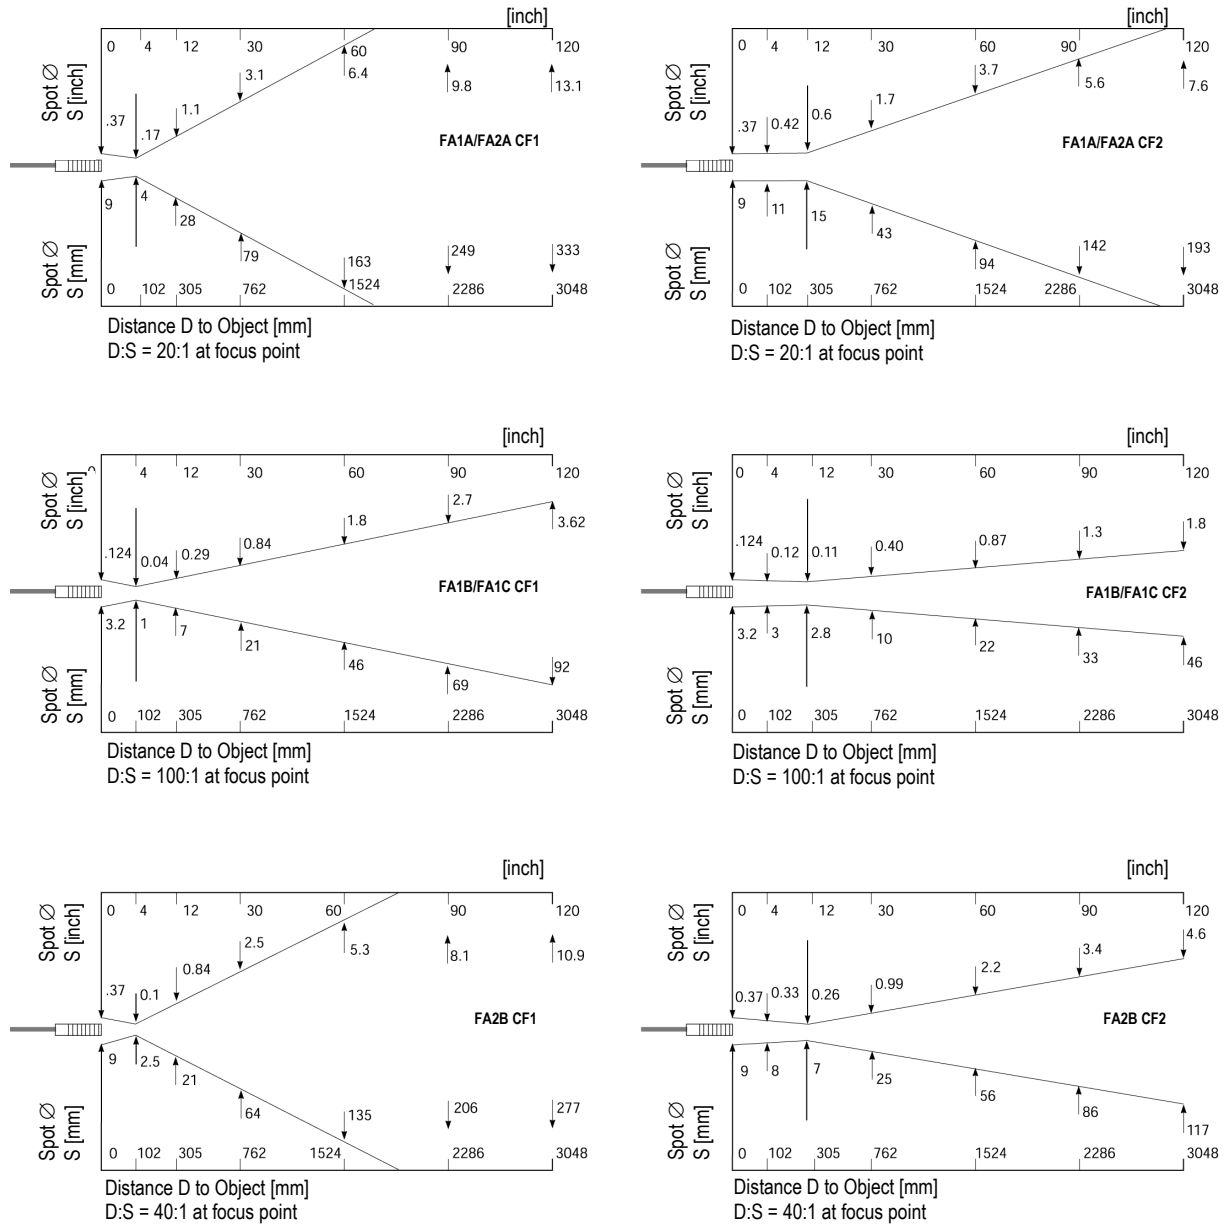 [inch]
0 4 12 30 60 90 120
Spot Ø
S [inch]
.37 .17 1.1 3.1 6.4 9.8 13.1
FA1A/FA2A CF1
9 4 28 79 163 249 333
Spot Ø
S [mm]
0 102 305 762 1524 2286 3048
Distance D to Object [mm]
D:S = 20:1 at focus point
[inch]
0 4 12 30 60 90 120
Spot Ø
S [inch]
.37 0.42 0.6 1.7 3.7 5.6 7.6
FA1A/FA2A CF2
9 11 15 43 94 142 193
Spot Ø
S [mm]
0 102 305 762 1524 2286 3048
Distance D to Object [mm]
D:S = 20:1 at focus point
[inch]
4 12 30 60 90 120
Spot Ø
S [inch]
.124 0.04 0.29 0.84 1.8 2.7 3.62
FA1B/FA1C CF1
3.2 1 7 21 46 69 92
Spot Ø
S [mm]
0 102 305 762 1524 2286 3048
Distance D to Object [mm]
D:S = 100:1 at focus point
[inch]
0 4 12 30 60 90 120
Spot Ø
S [inch]
.124 0.12 0.11 0.40 0.87 1.3 1.8
FA1B/FA1C CF2
3.2 3 2.8 10 22 33 46
Spot Ø
S [mm]
0 102 305 762 1524 2286 3048
Distance D to Object [mm]
D:S = 100:1 at focus point
[inch]
0 4 12 30 60 90 120
Spot Ø
S [inch]
.37 0.1 0.84 2.5 5.3 8.1 10.9
FA2B CF1
9 2.5 21 64 135 206 277
Spot Ø
S [mm]
0 102 305 762 1524 2286 3048
Distance D to Object [mm]
D:S = 40:1 at focus point
[inch]
0 4 12 30 60 90 120
Spot Ø
S [inch]
0.37 0.33 0.26 0.99 2.2 3.4 4.6
FA2B CF2
9 8 7 25 56 86 117
Spot Ø
S [mm]
0 102 305 762 1524 2286 3048
Distance D to Object [mm]
D:S = 40:1 at focus point